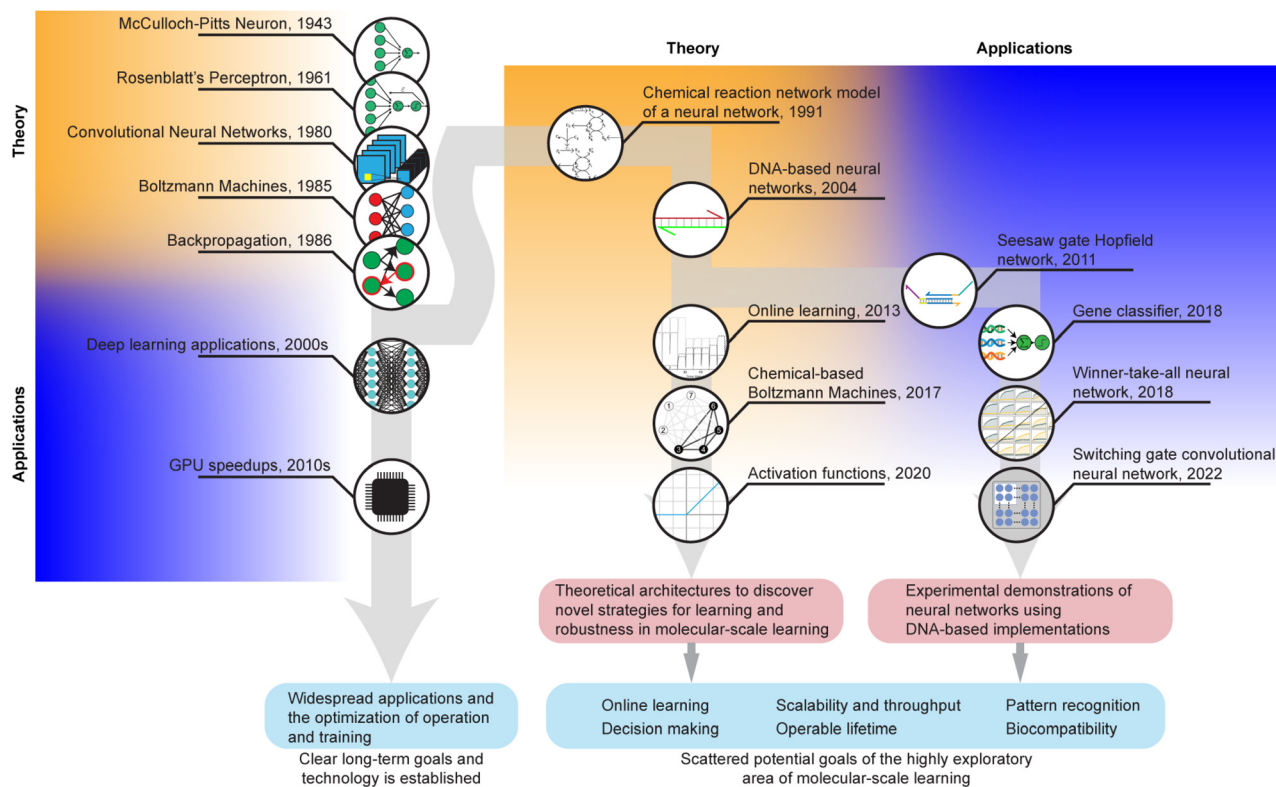 McCulloch-Pitts Neuron, 1943
Rosenblatt's Perceptron, 1961
Convolutional Neural Networks, 1980
Boltzmann Machines, 1985
Backpropagation, 1986
Deep learning applications, 2000s
GPU speedups, 2010s
Theory
Applications
Widespread applications and
the optimization of operation
and training
Clear long-term goals and
technology is established
Theory
Applications
Chemical reaction network model
of a neural network, 1991
DNA-based neural
networks, 2004
Seesaw gate Hopfield
network, 2011
Online learning, 2013
Gene classifier, 2018
Chemical-based
Boltzmann Machines, 2017
Winner-take-all neural
network, 2018
Activation functions, 2020
Switching gate convolutional
neural network, 2022
7
1
6
2
5
3
4
Theoretical architectures to discover
novel strategies for learning and
robustness in molecular-scale learning
Experimental demonstrations of
neural networks using
DNA-based implementations
Online learning
Scalability and throughput
Pattern recognition
Decision making
Operable lifetime
Biocompatibility
Scattered potential goals of the highly exploratory
area of molecular-scale learning